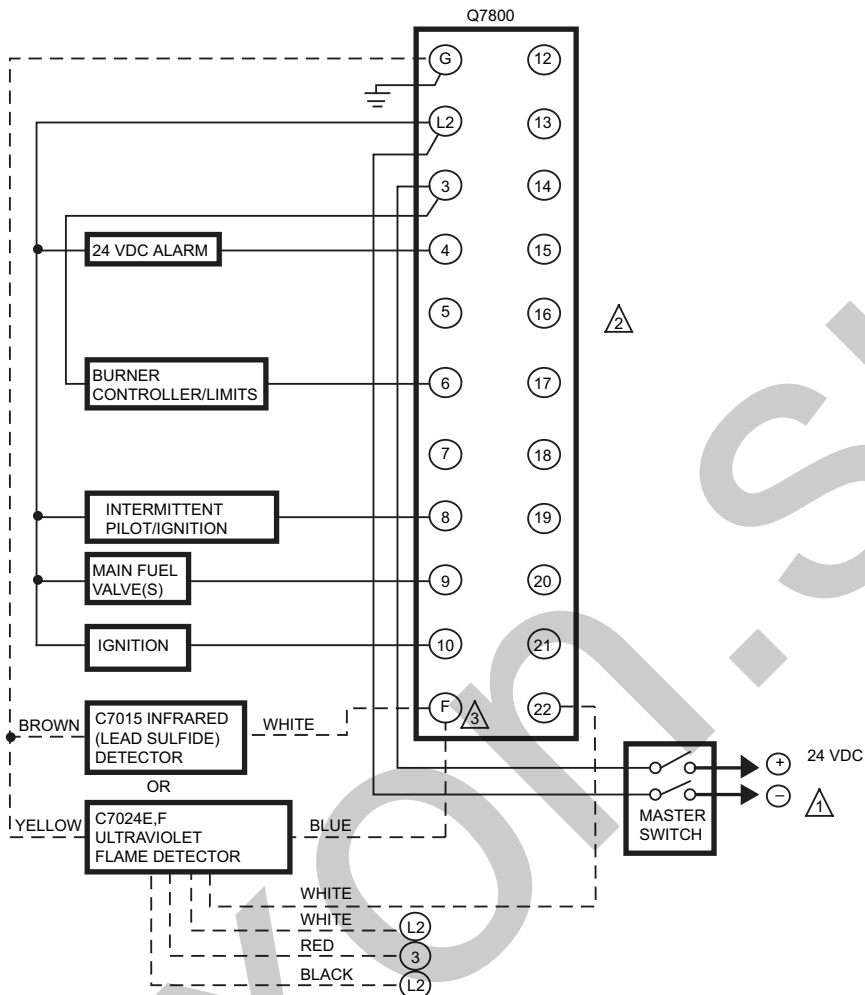 Q7800
G 12
L2 13
3 14
24 VDC ALARM 4 15
5 16 2
BURNER
CONTROLLER/LIMITS 6 17
7 18
INTERMITTENT
PILOT/IGNITION 8 19
MAIN FUEL
VALVE(S) 9 20
IGNITION 10 21
F 3 22
BROWN C7015 INFRARED
(LEAD SULFIDE)
DETECTOR WHITE
OR
YELLOW C7024E,F
ULTRAVIOLET
FLAME DETECTOR BLUE
+ 24 VDC
– 1
MASTER
SWITCH
WHITE
WHITE L2
RED 3
BLACK L2